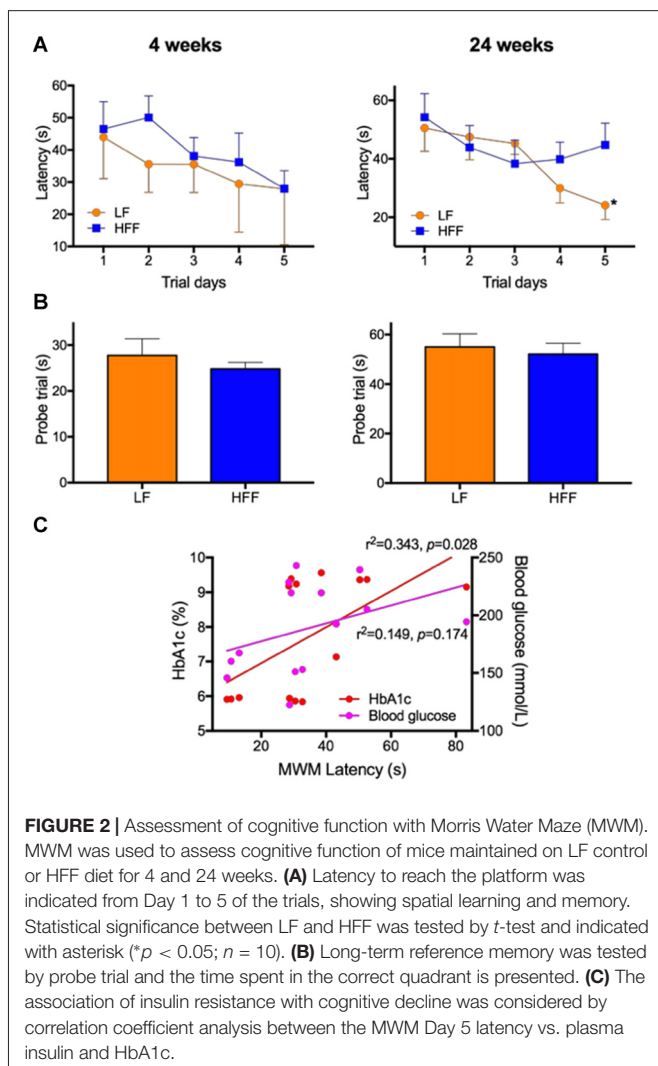 A
4 weeks
24 weeks
60
50
40
30
20
10
Latency (s)
LF
HFF
1 2 3 4 5
Trial days
60
40
20
Latency (s)
LF
HFF
*
1 2 3 4 5
Trial days
B
30
20
10
0
Probe trial (s)
LF HFF
60
40
20
0
Probe trial (s)
LF HFF
C
r²=0.343, p=0.028
10
9
8
7
6
5
HbA1c (%)
250
200
150
100
Blood glucose (mmol/L)
r²=0.149, p=0.174
HbA1c
Blood glucose
20 40 60 80
MWM Latency (s)
FIGURE 2 | Assessment of cognitive function with Morris Water Maze (MWM).
MWM was used to assess cognitive function of mice maintained on LF control
or HFF diet for 4 and 24 weeks. (A) Latency to reach the platform was
indicated from Day 1 to 5 of the trials, showing spatial learning and memory.
Statistical significance between LF and HFF was tested by t-test and indicated
with asterisk (*p < 0.05; n = 10). (B) Long-term reference memory was tested
by probe trial and the time spent in the correct quadrant is presented. (C) The
association of insulin resistance with cognitive decline was considered by
correlation coefficient analysis between the MWM Day 5 latency vs. plasma
insulin and HbA1c.